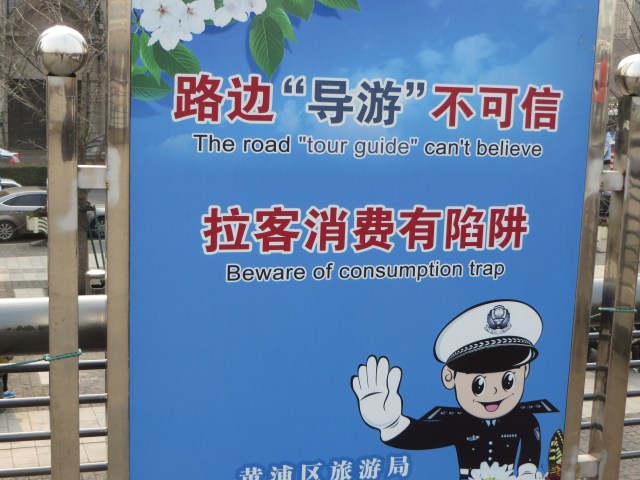 路边“导游”不可信
The road "tour guide" can't believe
拉客消费有陷阱
Beware of consumption trap
黄浦区旅游局